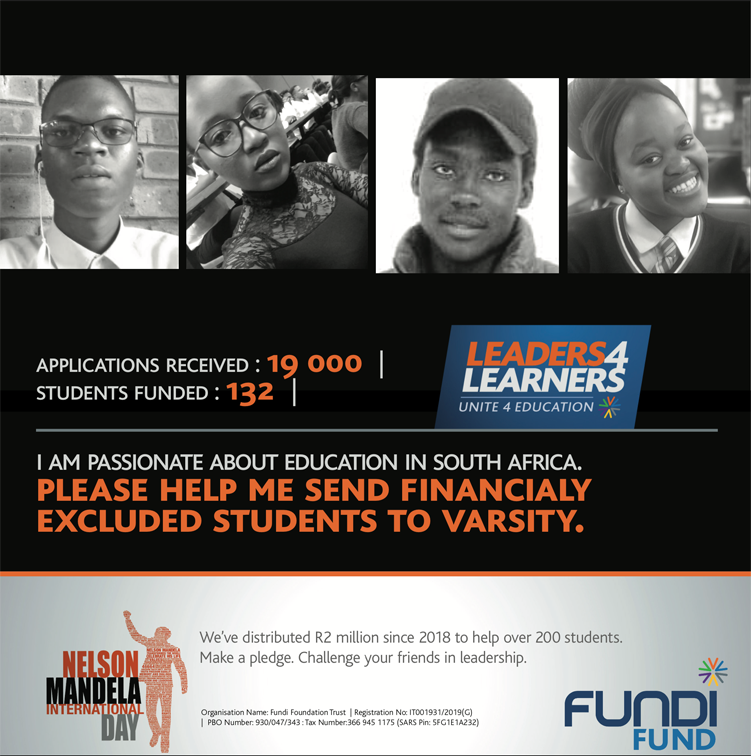 APPLICATIONS RECEIVED : 19 000 |
STUDENTS FUNDED : 132 |
LEADERS4
LEARNERS
UNITE 4 EDUCATION
I AM PASSIONATE ABOUT EDUCATION IN SOUTH AFRICA.
PLEASE HELP ME SEND FINANCIALY
EXCLUDED STUDENTS TO VARSITY.
NELSON
MANDELA
INTERNATIONAL
DAY
We've distributed R2 million since 2018 to help over 200 students.
Make a pledge. Challenge your friends in leadership.
Organisation Name: Fundi Foundation Trust | Registration No: IT001931/2019(G)
| PBO Number: 930/047/343 : Tax Number:366 945 1175 (SARS Pin: 5FG1E1A232)
FUNDI
FUND